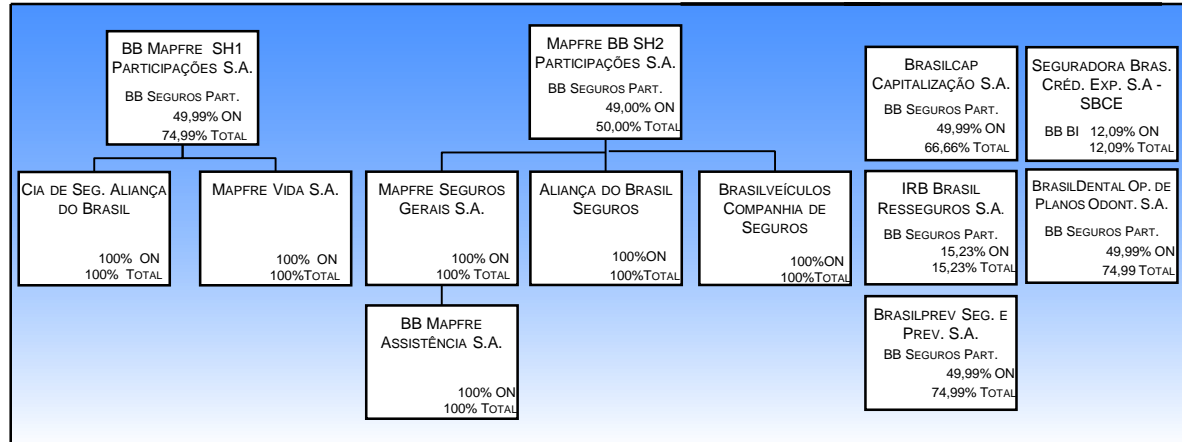 BB MAPFRE SH1
PARTICIPAÇÕES S.A.
BB SEGUROS PART.
49,99% ON
74,99% TOTAL
MAPFRE BB SH2
PARTICIPAÇÕES S.A.
BB SEGUROS PART.
49,00% ON
50,00% TOTAL
BRASILCAP
CAPITALIZAÇÃO S.A.
BB SEGUROS PART.
49,99% ON
66,66% TOTAL
SEGURADORA BRAS.
CRÉD. EXP. S.A -
SBCE
BB BI 12,09% ON
12,09% TOTAL
CIA DE SEG. ALIANÇA
DO BRASIL
100% ON
100% TOTAL
MAPFRE VIDA S.A.
100% ON
100%TOTAL
MAPFRE SEGUROS
GERAIS S.A.
100% ON
100% TOTAL
ALIANÇA DO BRASIL
SEGUROS
100%ON
100%TOTAL
BRASILVEÍCULOS
COMPANHIA DE
SEGUROS
100%ON
100%TOTAL
IRB BRASIL
RESSEGUROS S.A.
BB SEGUROS PART.
15,23% ON
15,23% TOTAL
BRASILDENTAL OP. DE
PLANOS ODONT. S.A.
BB SEGUROS PART.
49,99% ON
74,99 TOTAL
BB MAPFRE
ASSISTÊNCIA S.A.
100% ON
100% TOTAL
BRASILPREV SEG. E
PREV. S.A.
BB SEGUROS PART.
49,99% ON
74,99% TOTAL